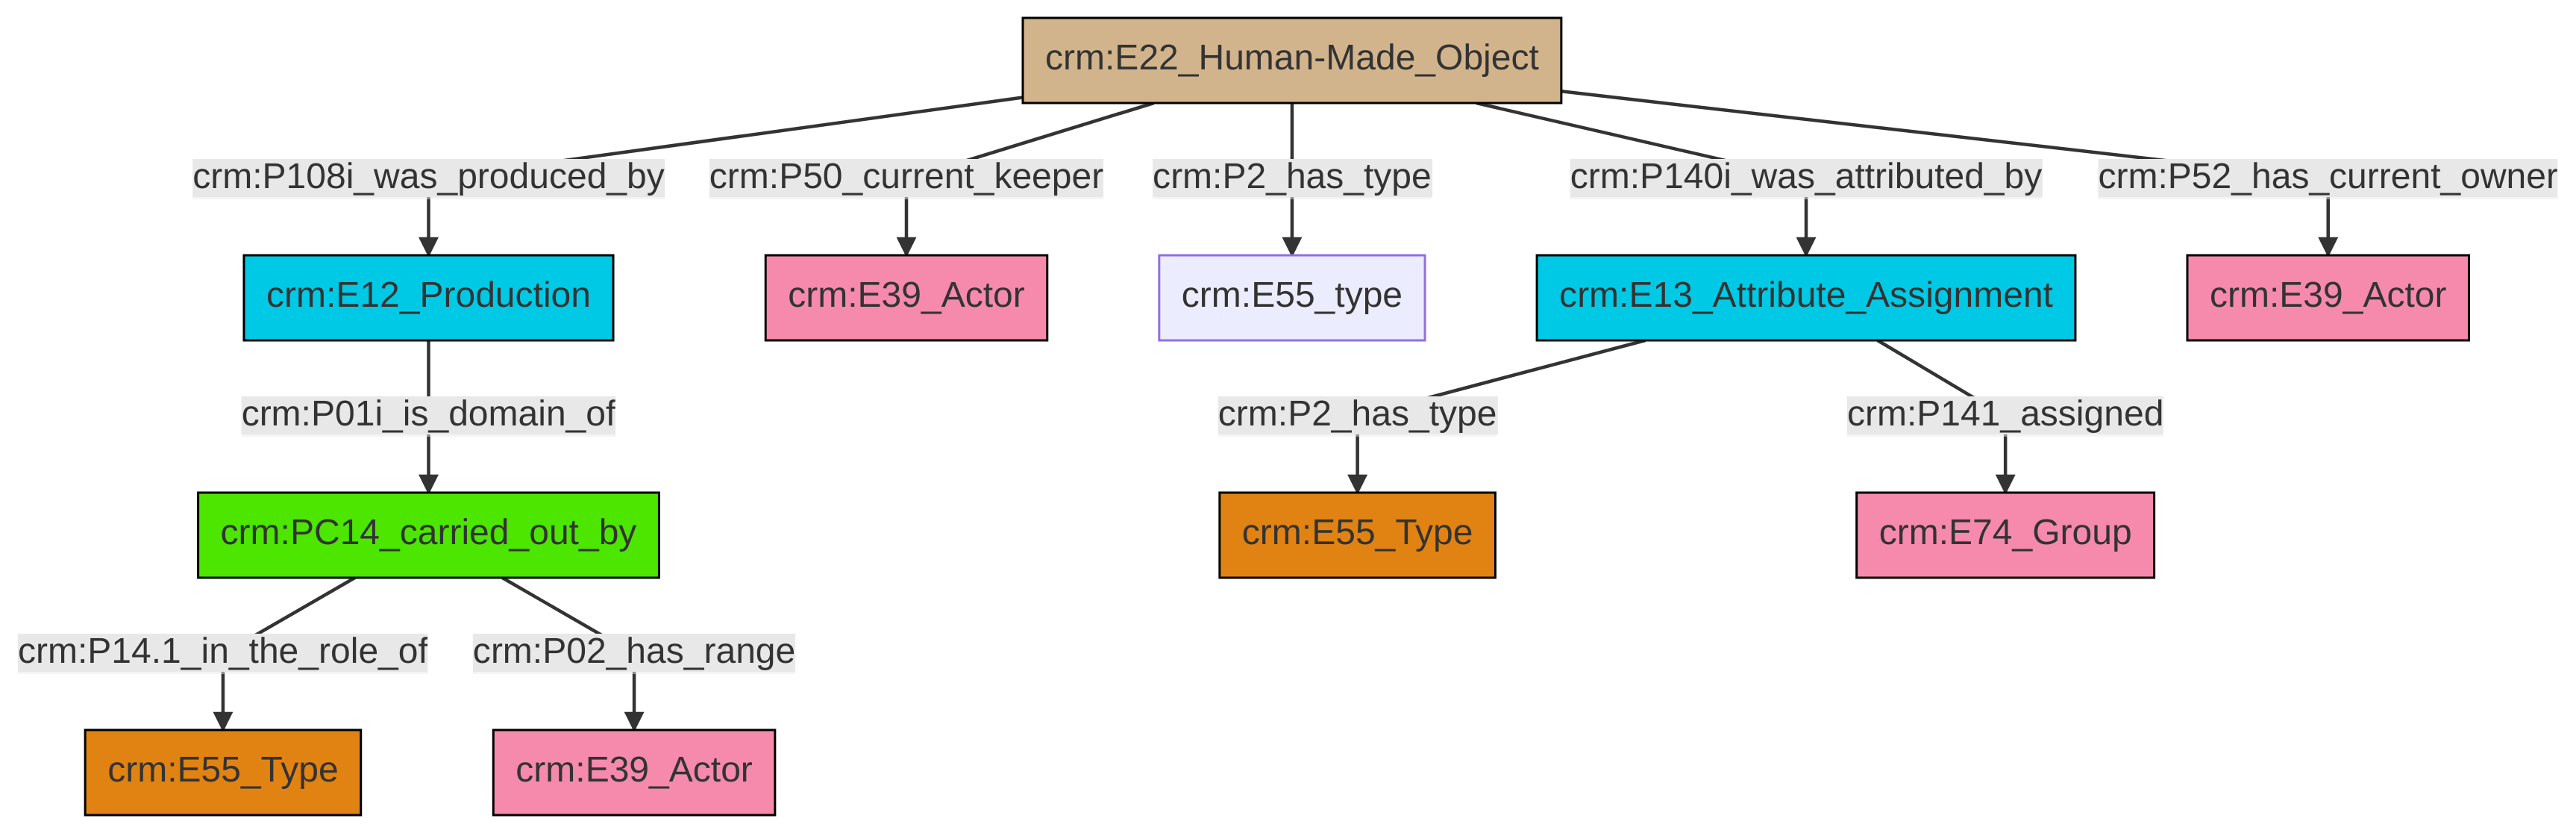 crm:E22_Human-Made_Object
crm:P108i_was_produced_by
crm:P50_current_keeper
crm:P2_has_type
crm:P140i_was_attributed_by
crm:P52_has_current_owner
crm:E12_Production
crm:E39_Actor
crm:E55_type
crm:E13_Attribute_Assignment
crm:E39_Actor
crm:P01i_is_domain_of
crm:P2_has_type
crm:P141_assigned
crm:PC14_carried_out_by
crm:E55_Type
crm:E74_Group
crm:P14.1_in_the_role_of
crm:P02_has_range
crm:E55_Type
crm:E39_Actor